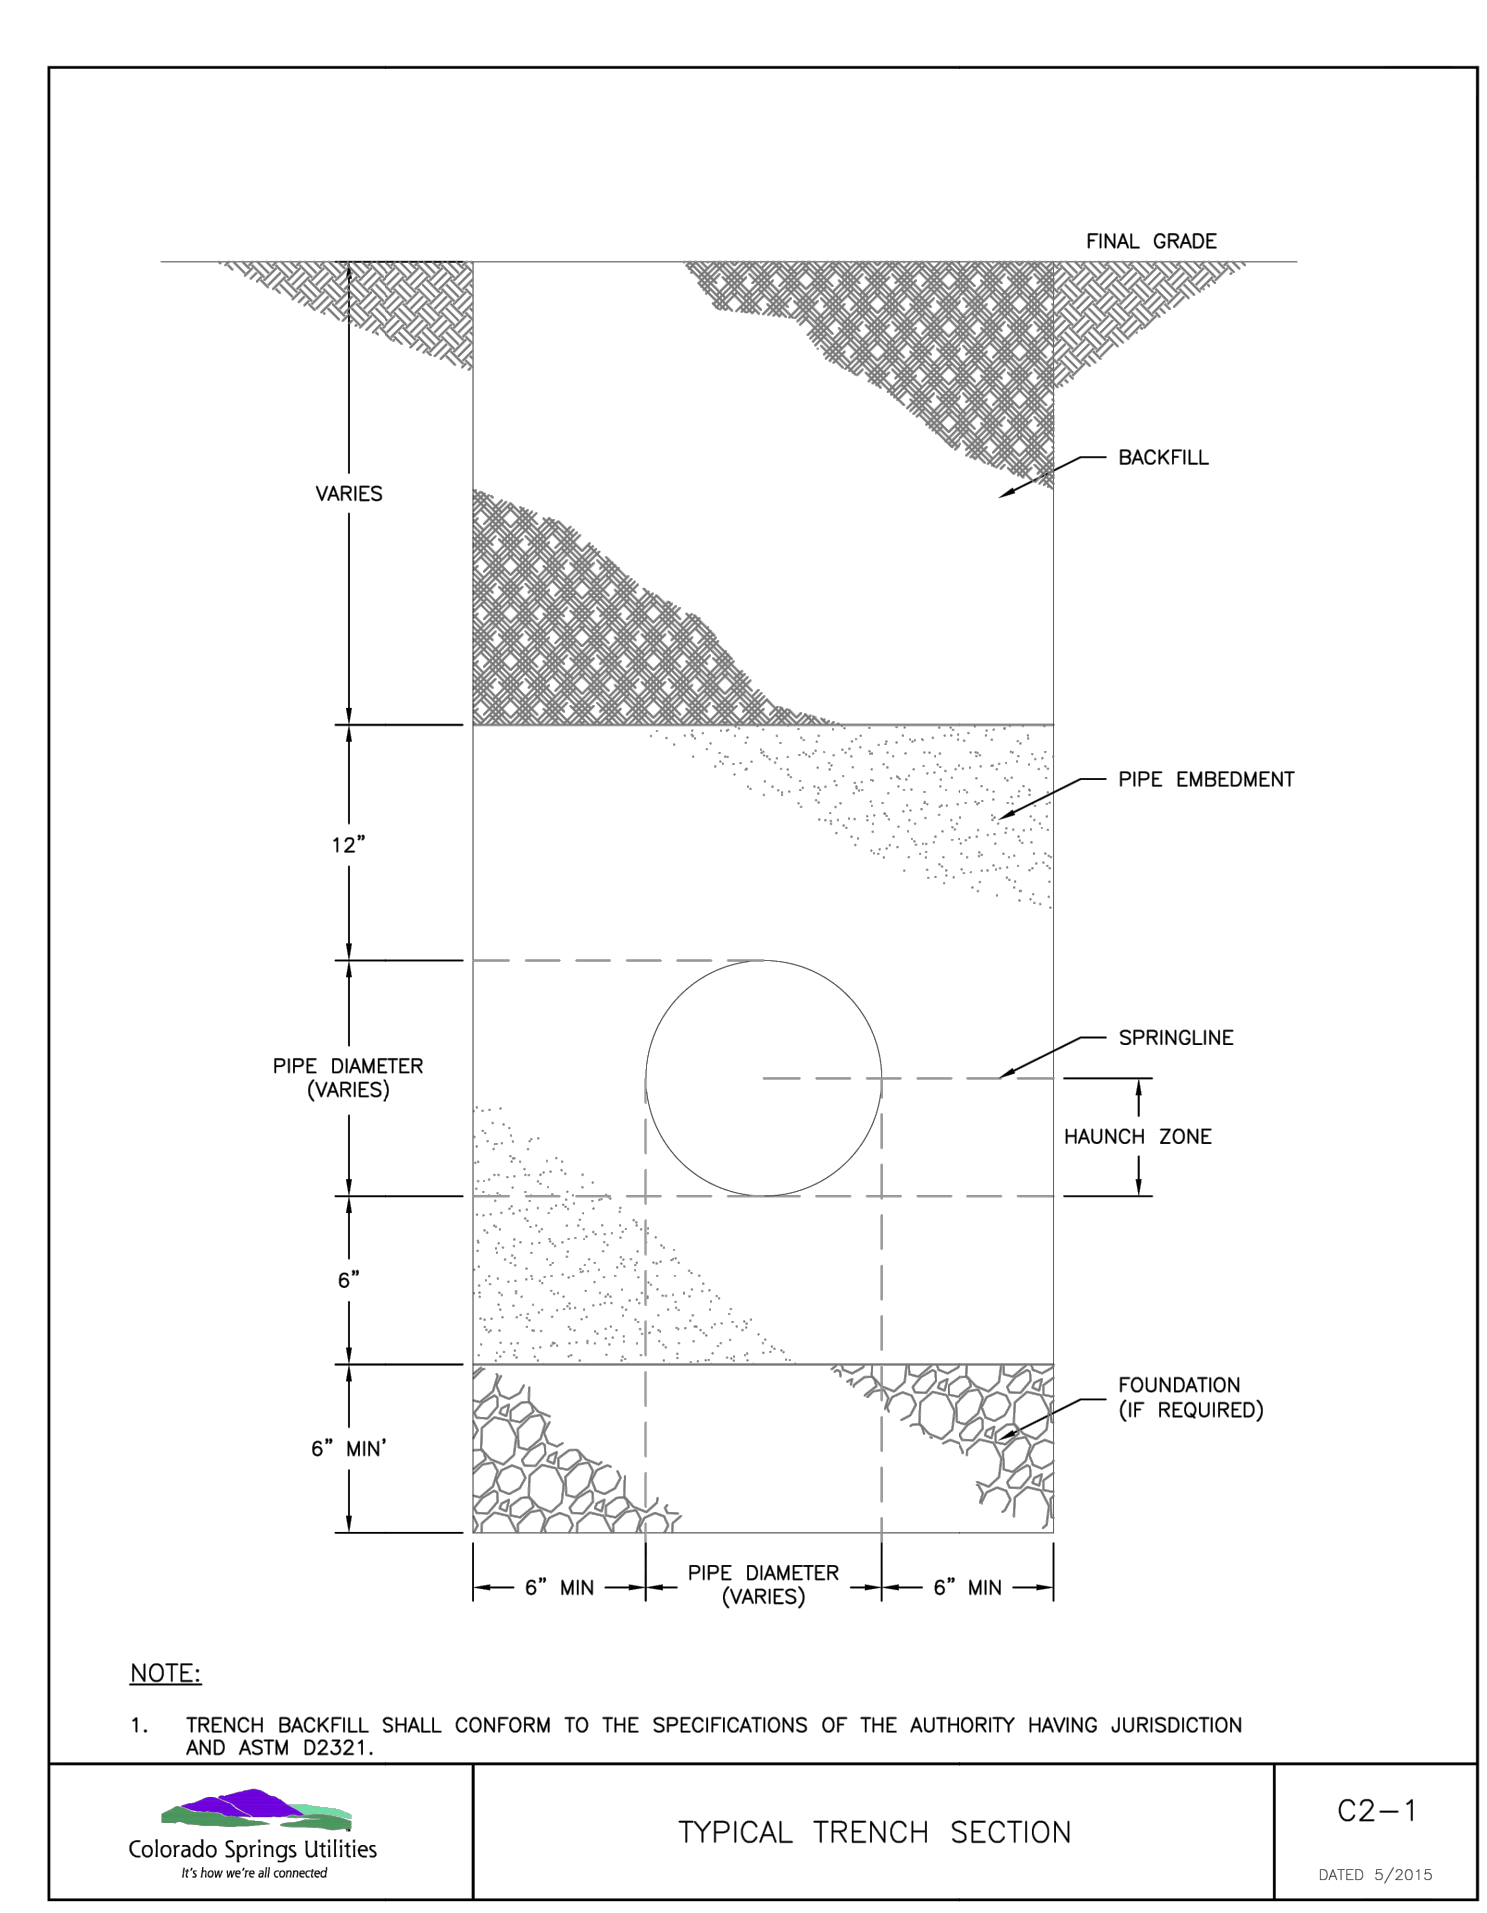 FINAL GRADE
BACKFILL
VARIES
PIPE EMBEDMENT
12"
SPRINGLINE
PIPE DIAMETER
(VARIES)
HAUNCH ZONE
6"
FOUNDATION
(IF REQUIRED)
6" MIN'
6" MIN
PIPE DIAMETER
(VARIES)
6" MIN
NOTE:
1. TRENCH BACKFILL SHALL CONFORM TO THE SPECIFICATIONS OF THE AUTHORITY HAVING JURISDICTION
AND ASTM D2321.
Colorado Springs Utilities
It's how we're all connected
TYPICAL TRENCH SECTION
C2-1
DATED 5/2015